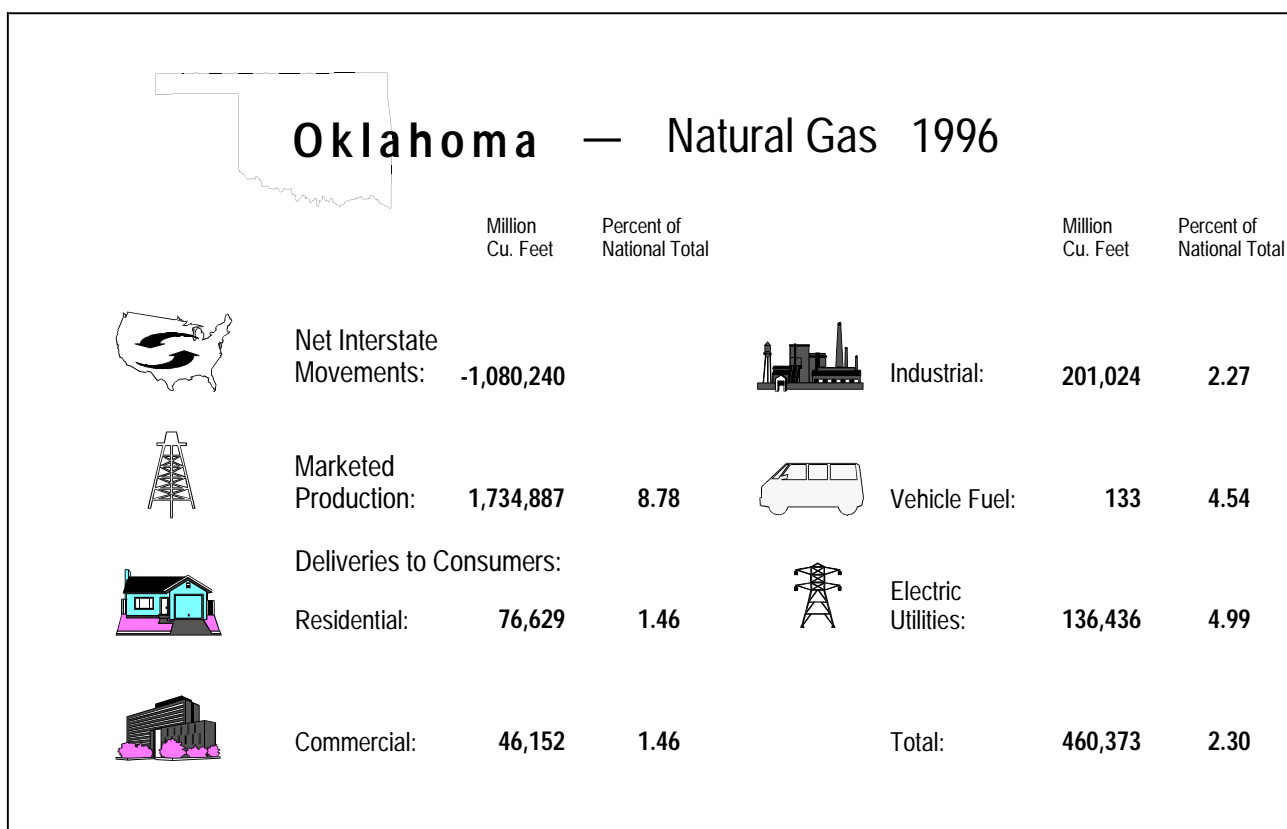 Oklahoma — Natural Gas 1996
Million
Cu. Feet
Percent of
National Total
Net Interstate
Movements: -1,080,240
Marketed
Production: 1,734,887 8.78
Deliveries to Consumers:
Residential: 76,629 1.46
Commercial: 46,152 1.46
Million
Cu. Feet
Percent of
National Total
Industrial: 201,024 2.27
Vehicle Fuel: 133 4.54
Electric
Utilities: 136,436 4.99
Total: 460,373 2.30